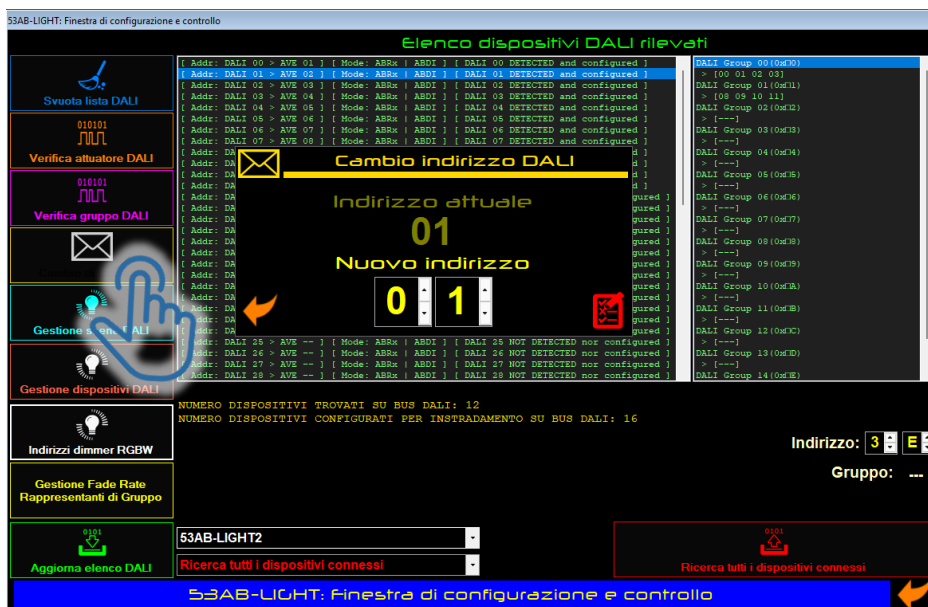 53AB-LIGHT: Finestra di configurazione e controllo
Elenco dispositivi DALI rilevati
Svuota lista DALI
010101
Verifica attuatore DALI
010101
Verifica gruppo DALI
Gestione
Gestione dispositivi DALI
Indirizzi dimmer RGBW
Gestione Fade Rate
Rappresentanti di Gruppo
0101
Aggiorna elenco DALI
[ Addr: DALI 00 > AVE 01 ] [ Mode: ABRx | ABDI ] [ DALI 00 DETECTED and configured ]
[ Addr: DALI 01 > AVE 02 ] [ Mode: ABRx | ABDI ] [ DALI 01 DETECTED and configured ]
[ Addr: DALI 02 > AVE 03 ] [ Mode: ABRx | ABDI ] [ DALI 02 DETECTED and configured ]
[ Addr: DALI 03 > AVE 04 ] [ Mode: ABRx | ABDI ] [ DALI 03 DETECTED and configured ]
[ Addr: DALI 04 > AVE 05 ] [ Mode: ABRx | ABDI ] [ DALI 04 DETECTED and configured ]
[ Addr: DALI 05 > AVE 06 ] [ Mode: ABRx | ABDI ] [ DALI 05 DETECTED and configured ]
[ Addr: DALI 06 > AVE 07 ] [ Mode: ABRx | ABDI ] [ DALI 06 DETECTED and configured ]
[ Addr: DALI 07 > AVE 08 ] [ Mode: ABRx | ABDI ] [ DALI 07 DETECTED and configured ]
Cambio indirizzo DALI
Indirizzo attuale
01
Nuovo indirizzo
0 1
[ Addr: DALI 25 > AVE -- ] [ Mode: ABRx | ABDI ] [ DALI 25 NOT DETECTED nor configured ]
[ Addr: DALI 26 > AVE -- ] [ Mode: ABRx | ABDI ] [ DALI 26 NOT DETECTED nor configured ]
[ Addr: DALI 27 > AVE -- ] [ Mode: ABRx | ABDI ] [ DALI 27 NOT DETECTED nor configured ]
[ Addr: DALI 28 > AVE -- ] [ Mode: ABRx | ABDI ] [ DALI 28 NOT DETECTED nor configured ]
DALI Group 00(0x00)
> [00 01 02 03]
DALI Group 01(0x01)
> [08 09 10 11]
DALI Group 02(0x02)
> [---]
DALI Group 03(0x03)
> [---]
DALI Group 04(0x04)
> [---]
DALI Group 05(0x05)
> [---]
DALI Group 06(0x06)
> [---]
DALI Group 07(0x07)
> [---]
DALI Group 08(0x08)
> [---]
DALI Group 09(0x09)
> [---]
DALI Group 10(0x0A)
> [---]
DALI Group 11(0x0B)
> [---]
DALI Group 12(0x0C)
> [---]
DALI Group 13(0x0D)
> [---]
DALI Group 14(0x0E)
NUMERO DISPOSITIVI TROVATI SU BUS DALI: 12
NUMERO DISPOSITIVI CONFIGURATI PER INSTRADAMENTO SU BUS DALI: 16
Indirizzo: 3 E
Gruppo: ---
53AB-LIGHT2
Ricerca tutti i dispositivi connessi
0101
Ricerca tutti i dispositivi connessi
53AB-LIGHT: Finestra di configurazione e controllo